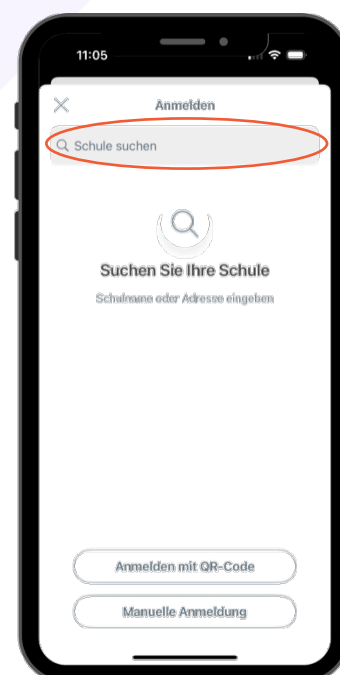 11:05
Anmelden
Schule suchen
Suchen Sie Ihre Schule
Schulname oder Adresse eingeben
Anmelden mit QR-Code
Manuelle Anmeldung